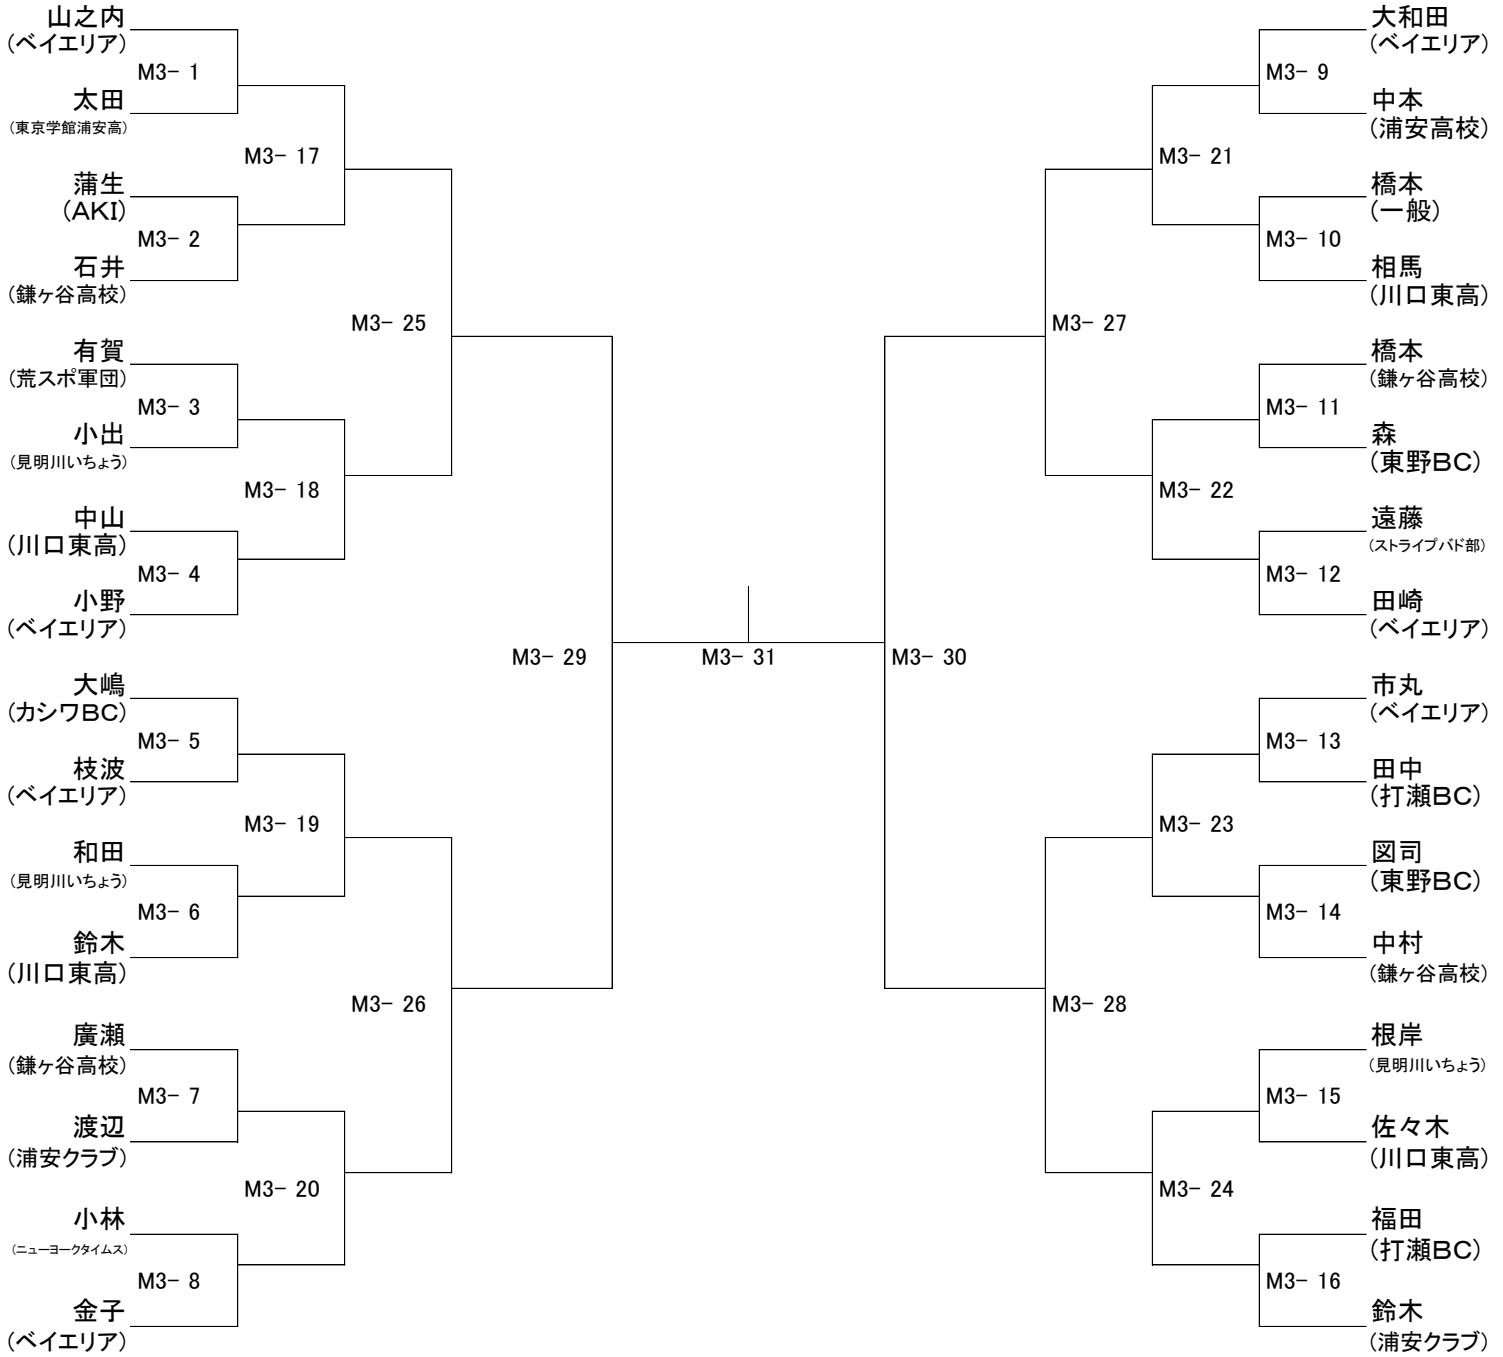 山之内
(ベイエリア)
M3- 1
太田
(東京学館浦安高)
M3- 17
蒲生
(AKI)
M3- 2
石井
(鎌ヶ谷高校)
M3- 25
有賀
(荒スポ軍団)
M3- 3
小出
(見明川いちょう)
M3- 18
中山
(川口東高)
M3- 4
小野
(ベイエリア)
M3- 29
大嶋
(カシワBC)
M3- 5
枝波
(ベイエリア)
M3- 19
和田
(見明川いちょう)
M3- 6
鈴木
(川口東高)
M3- 26
廣瀬
(鎌ヶ谷高校)
M3- 7
渡辺
(浦安クラブ)
M3- 20
小林
(ニューヨークタイムス)
M3- 8
金子
(ベイエリア)
M3- 31
大和田
(ベイエリア)
M3- 9
中本
(浦安高校)
M3- 21
橋本
(一般)
M3- 10
相馬
(川口東高)
M3- 27
橋本
(鎌ヶ谷高校)
M3- 11
森
(東野BC)
M3- 22
遠藤
(ストライプバド部)
M3- 12
田崎
(ベイエリア)
M3- 30
市丸
(ベイエリア)
M3- 13
田中
(打瀬BC)
M3- 23
図司
(東野BC)
M3- 14
中村
(鎌ヶ谷高校)
M3- 28
根岸
(見明川いちょう)
M3- 15
佐々木
(川口東高)
M3- 24
福田
(打瀬BC)
M3- 16
鈴木
(浦安クラブ)